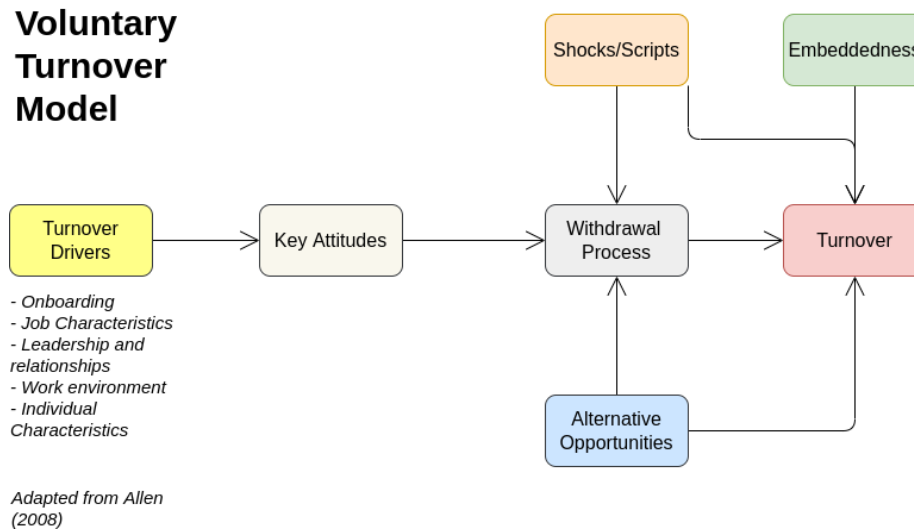 Voluntary
Turnover
Model
Shocks/Scripts
Embeddedness
Turnover
Drivers
Key Attitudes
Withdrawal
Process
Turnover
- Onboarding
- Job Characteristics
- Leadership and
relationships
- Work environment
- Individual
Characteristics
Alternative
Opportunities
Adapted from Allen
(2008)